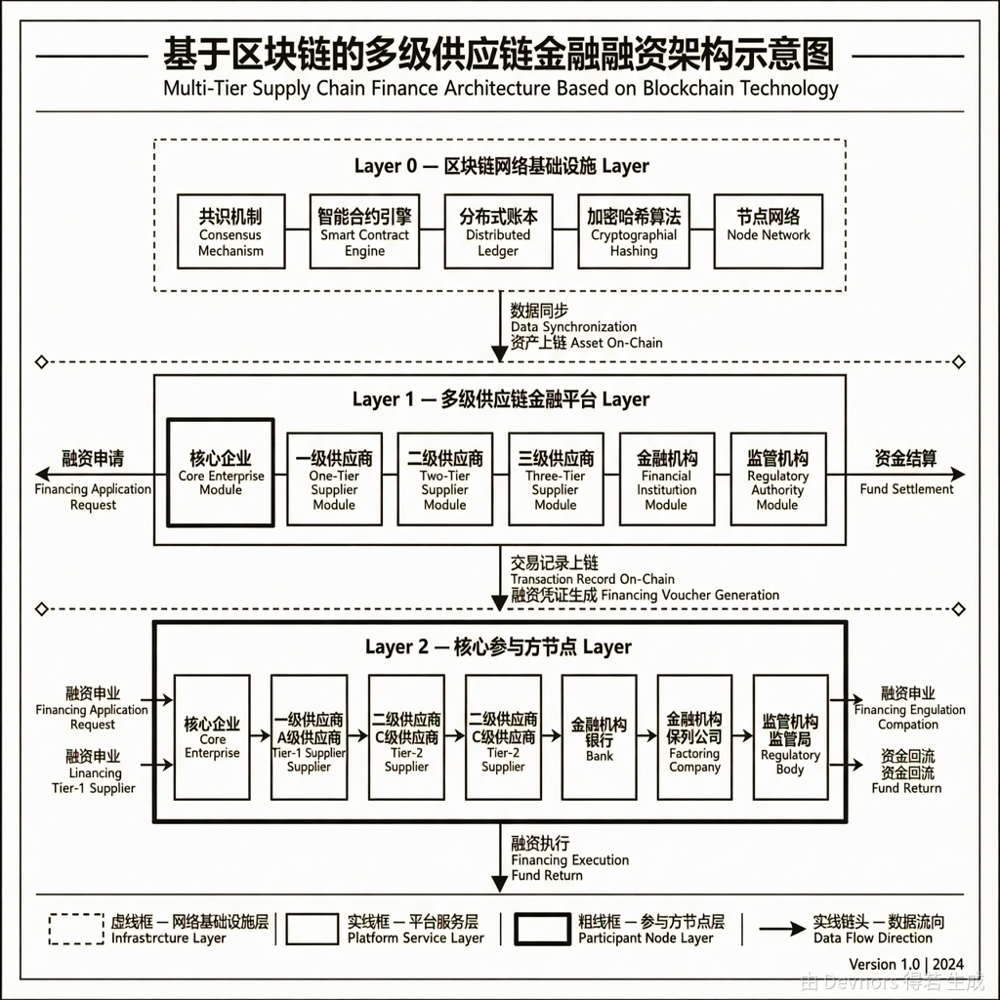 基于区块链的多级供应链金融融资架构示意图
Multi-Tier Supply Chain Finance Architecture Based on Blockchain Technology
Layer 0 — 区块链网络基础设施 Layer
共识机制
Consensus
Mechanism
智能合约引擎
Smart Contract
Engine
分布式账本
Distributed
Ledger
加密哈希算法
Cryptographial
Hashing
节点网络
Node Network
数据同步
Data Synchronization
资产上链 Asset On-Chain
Layer 1 — 多级供应链金融平台 Layer
融资申请
Financing Application
Request
核心企业
Core Enterprise
Module
一级供应商
One-Tier
Supplier
Module
二级供应商
Two-Tier
Supplier
Module
三级供应商
Three-Tier
Supplier
Module
金融机构
Financial
Institution
Module
监管机构
Regulatory
Authority
Module
资金结算
Fund Settlement
交易记录上链
Transaction Record On-Chain
融资凭证生成 Financing Voucher Generation
Layer 2 — 核心参与方节点 Layer
融资申业
Financing Application
Request
融资申业
Linancing
Tier-1 Supplier
核心企业
Core
Enterprise
一级供应商
A级供应商
Tier-1 Supplier
Supplier
二级供应商
C级供应商
Tier-2
Supplier
二级供应商
C级供应商
Tier-2
Supplier
金融机构
银行
Bank
金融机构
保列公司
Factoring
Company
监管机构
监管局
Regulatory
Body
融资申业
Financing Engulation
Compation
资金回流
资金回流
Fund Return
融资执行
Financing Execution
Fund Return
虚线框 — 网络基础设施层
Infrastrcture Layer
实线框 — 平台服务层
Platform Service Layer
粗线框 — 参与方节点层
Participant Node Layer
实线链头 — 数据流向
Data Flow Direction
Version 1.0 | 2024
由 Devnors 得若 生成